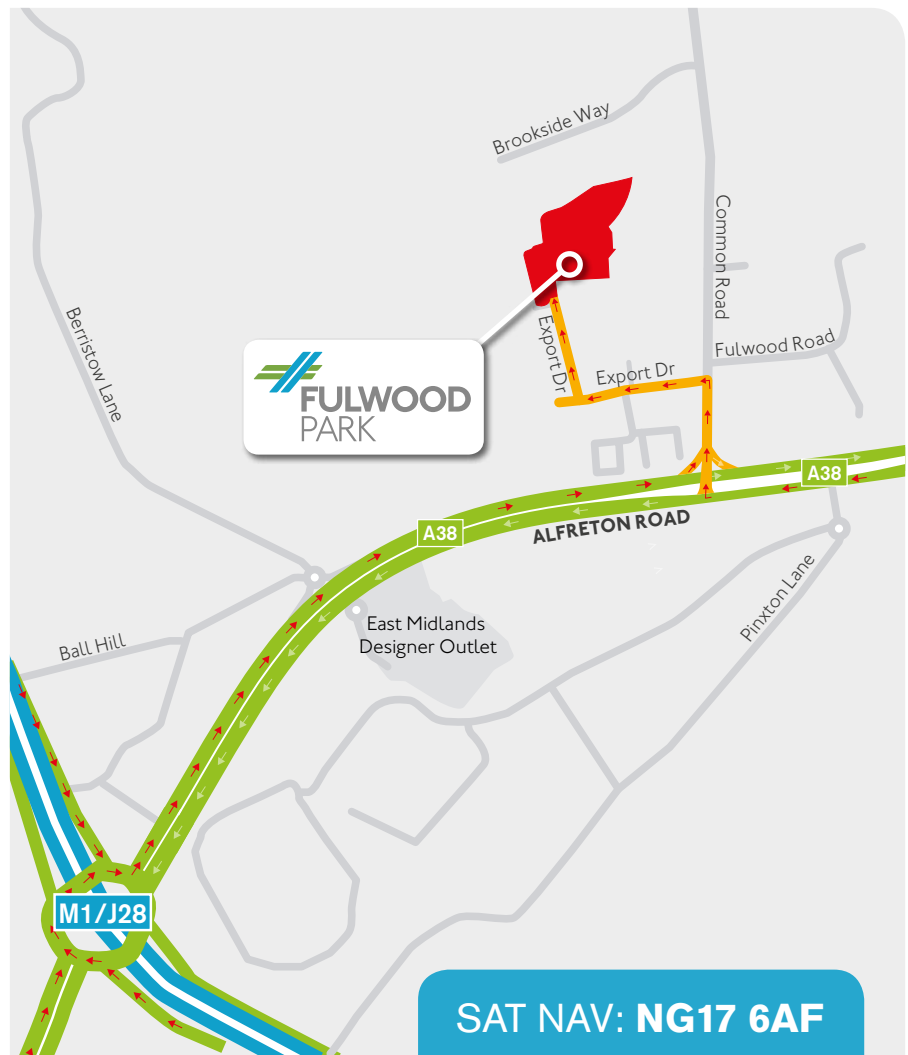 Brookside Way
Common Road
Berristow Lane
Export Dr
Fulwood Road
Export Dr
FULWOOD
PARK
A38
A38
ALFRETON ROAD
Pinxton Lane
East Midlands
Designer Outlet
Ball Hill
M1/J28
SAT NAV: NG17 6AF